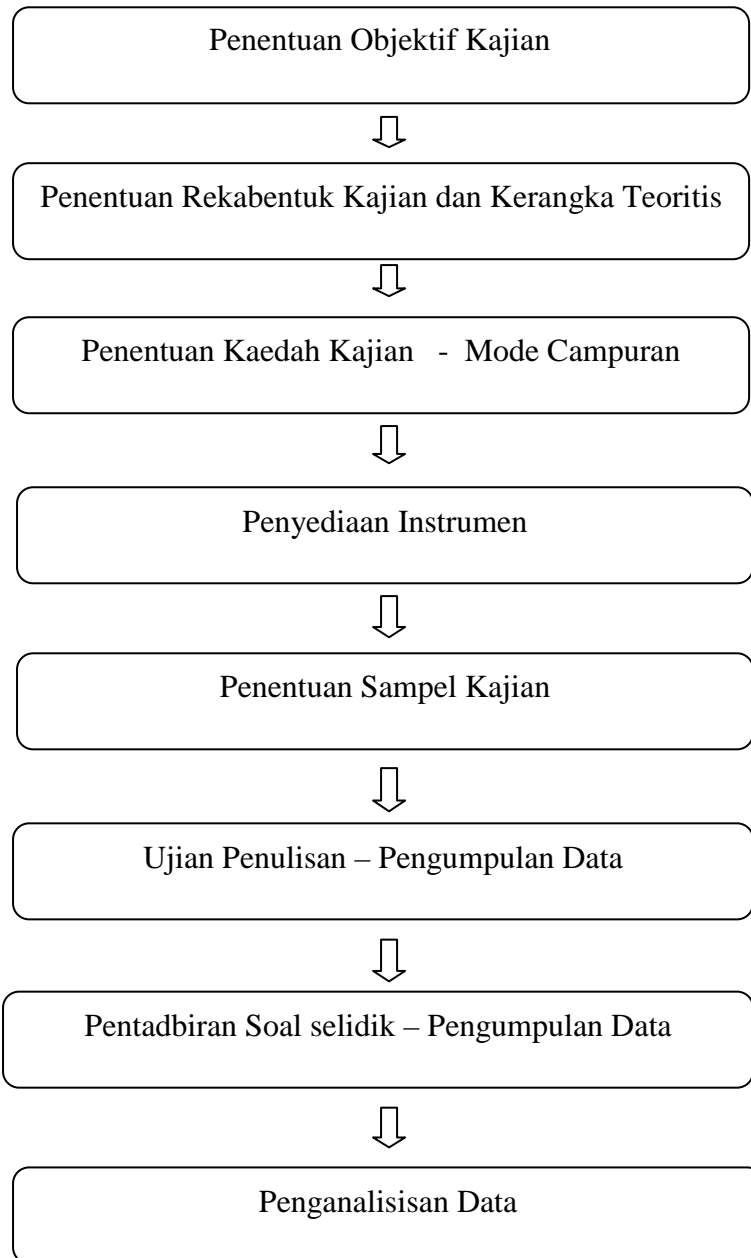 Penentuan Objektif Kajian
Penentuan Rekabentuk Kajian dan Kerangka Teoritis
Penentuan Kaedah Kajian - Mode Campuran
Penyediaan Instrumen
Penentuan Sampel Kajian
Ujian Penulisan – Pengumpulan Data
Pentadbiran Soal selidik – Pengumpulan Data
Penganalisisan Data